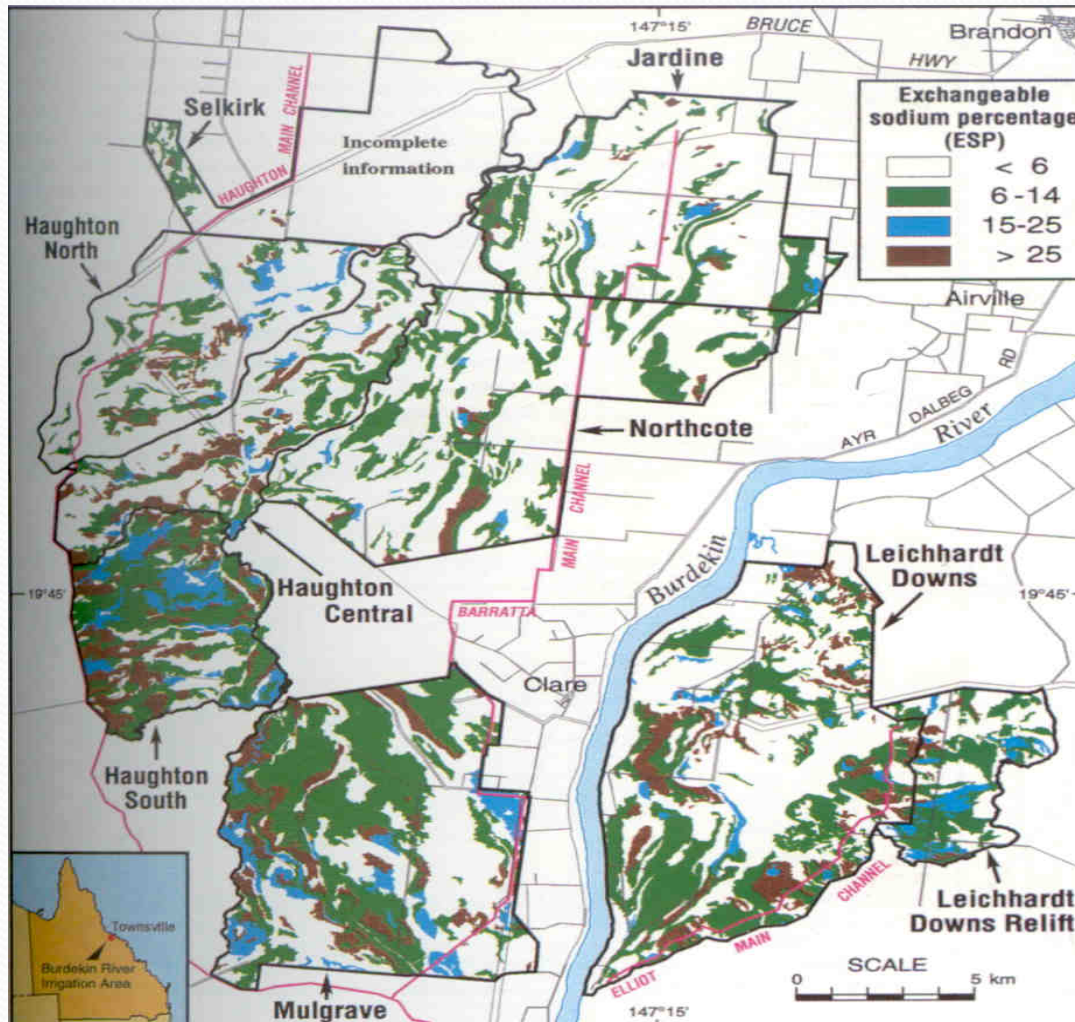 147°15'
BRUCE
HWY
Brandon
Jardine
Selkirk
HAUGHTON MAIN CHANNEL
Incomplete
information
Exchangeable
sodium percentage
(ESP)
< 6
6-14
15-25
> 25
Haughton
North
Airville
AYR DALBEG RD
Northcote
Burdekin River
MAIN CHANNEL
BARRATTA
19°45'
Haughton
Central
Leichhardt
Downs
19°45'
Clare
Haughton
South
Mulgrave
ELLIOT MAIN CHANNEL
Leichhardt
Downs Relift
SCALE
0 5 km
147°15'
Townsville
Burdekin River
Irrigation Area